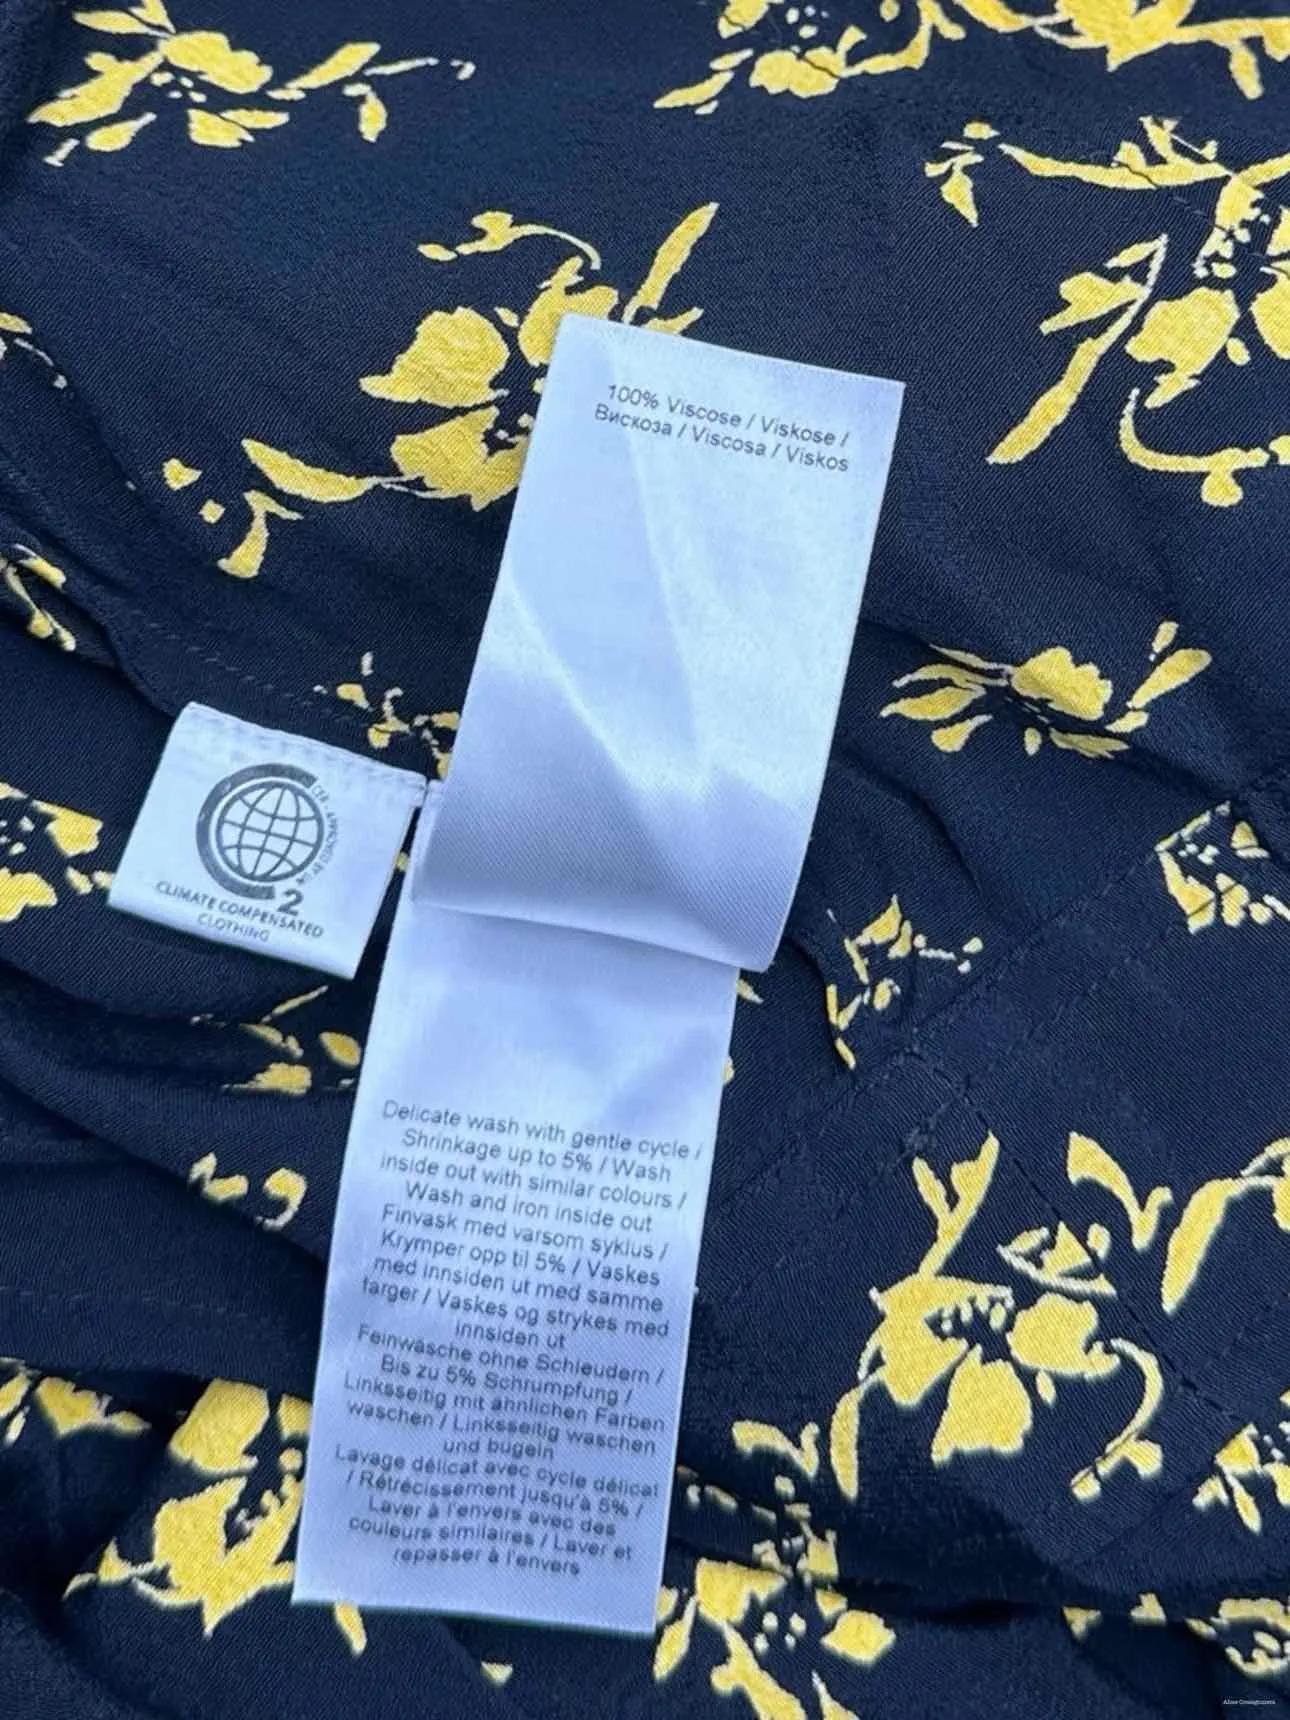 100% Viscose / Viskose /
Вискоза / Viscosa / Viskos
2
CLIMATE COMPENSATED
CLOTHING
Delicate wash with gentle cycle /
Shrinkage up to 5% / Wash
inside out with similar colours /
Wash and iron inside out
Finvask med varsom syklus /
Krymper opp til 5% / Vaskes
med innsiden ut med samme
farger / Vaskes og strykes med
innsiden ut
Feinwäsche ohne Schleudern /
Bis zu 5% Schrumpfung /
Linksseitig mit ähnlichen Farben
waschen / Linksseitig waschen
und bügeln
Lavage délicat avec cycle délicat
/ Rétrécissement jusqu'à 5% /
Laver à l'envers avec des
couleurs similaires / Laver et
repasser à l'envers